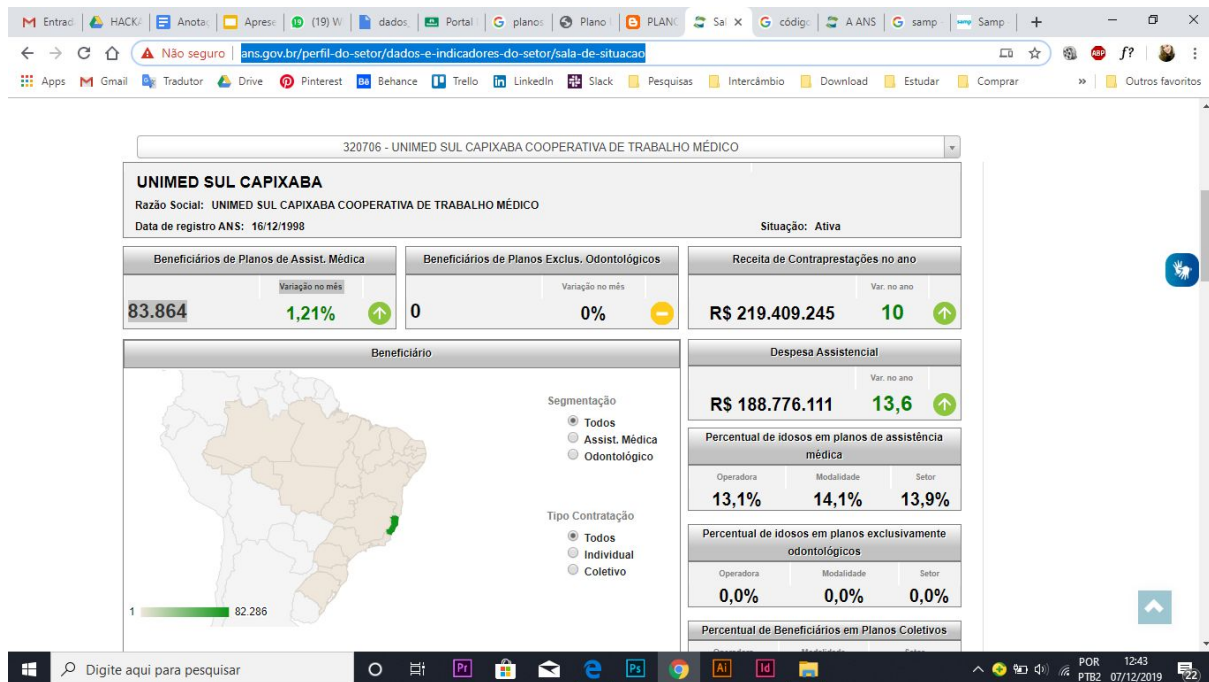 M Entrad
HACKA
Anotaç
Aprese
(19) W
dados_
Portal
planos
Plano
PLANC
Sal
códigc
A ANS
samp
Samp
Não seguro
ans.gov.br/perfil-do-setor/dados-e-indicadores-do-setor/sala-de-situacao
Apps Gmail Tradutor Drive Pinterest Behance Trello LinkedIn Slack Pesquisas Intercâmbio Download Estudar Comprar » Outros favoritos
320706 - UNIMED SUL CAPIXABA COOPERATIVA DE TRABALHO MÉDICO
UNIMED SUL CAPIXABA
Razão Social: UNIMED SUL CAPIXABA COOPERATIVA DE TRABALHO MÉDICO
Data de registro ANS: 16/12/1998 Situação: Ativa
Beneficiários de Planos de Assist. Médica
Variação no mês
83.864 1,21%
Beneficiários de Planos Exclus. Odontológicos
Variação no mês
0 0%
Receita de Contraprestações no ano
Var. no ano
R$ 219.409.245 10
Beneficiário
Segmentação
Todos
Assist. Médica
Odontológico
Tipo Contratação
Todos
Individual
Coletivo
1 82.286
Despesa Assistencial
Var. no ano
R$ 188.776.111 13,6
Percentual de idosos em planos de assistência
médica
Operadora Modalidade Setor
13,1% 14,1% 13,9%
Percentual de idosos em planos exclusivamente
odontológicos
Operadora Modalidade Setor
0,0% 0,0% 0,0%
Percentual de Beneficiários em Planos Coletivos
Digite aqui para pesquisar
POR
PTB2
12:43
07/12/2019
22